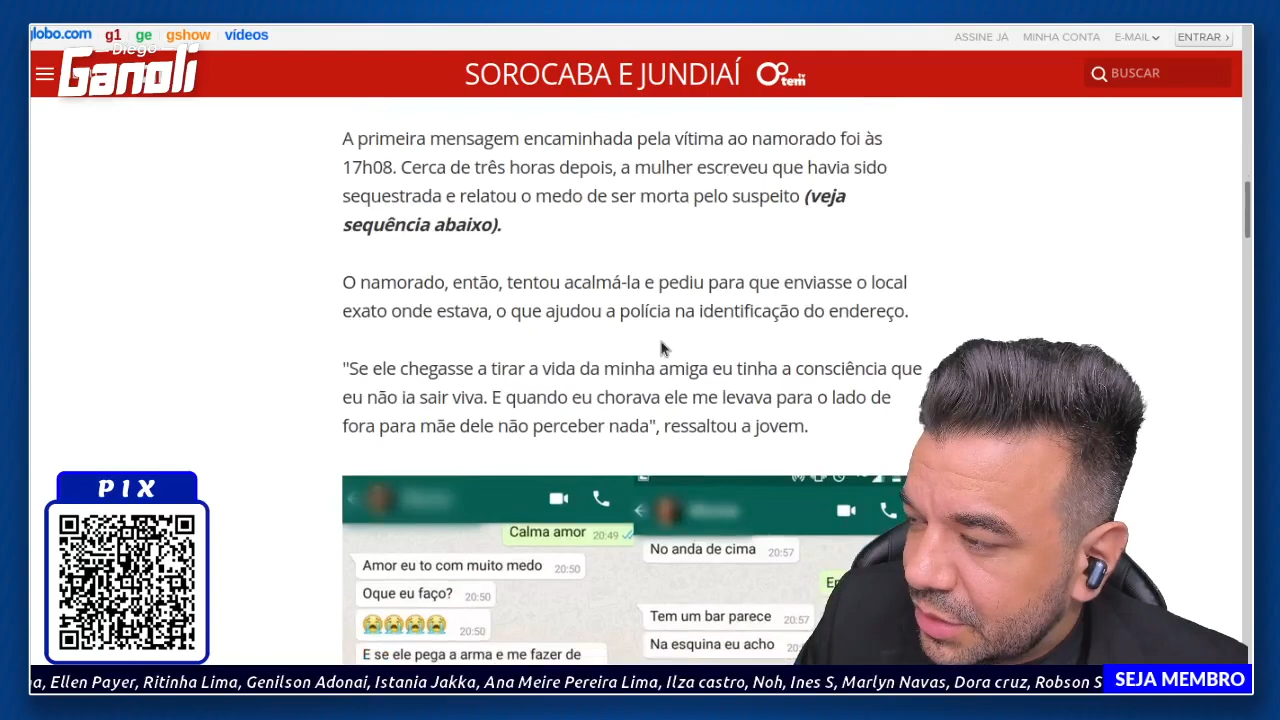 globo.com g1 ge gshow vídeos
ASSINE JÁ MINHA CONTA E-MAIL ENTRAR ›
Diego
Ganoli
SOROCABA E JUNDIAÍ
tem
BUSCAR
A primeira mensagem encaminhada pela vítima ao namorado foi às
17h08. Cerca de três horas depois, a mulher escreveu que havia sido
sequestrada e relatou o medo de ser morta pelo suspeito (veja
sequência abaixo).
O namorado, então, tentou acalmá-la e pediu para que enviasse o local
exato onde estava, o que ajudou a polícia na identificação do endereço.
"Se ele chegasse a tirar a vida da minha amiga eu tinha a consciência que
eu não ia sair viva. E quando eu chorava ele me levava para o lado de
fora para mãe dele não perceber nada", ressaltou a jovem.
Calma amor 20:49
Amor eu to com muito medo 20:50
Oque eu faço? 20:50
20:50
E se ele pega a arma e me fazer de
No anda de cima 20:57
Tem um bar parece 20:57
Na esquina eu acho
PIX
Ellen Payer, Ritinha Lima, Genilson Adonai, Istania Jakka, Ana Meire Pereira Lima, Ilza castro, Noh, Ines S, Marlyn Navas, Dora cruz, Robson S
SEJA MEMBRO